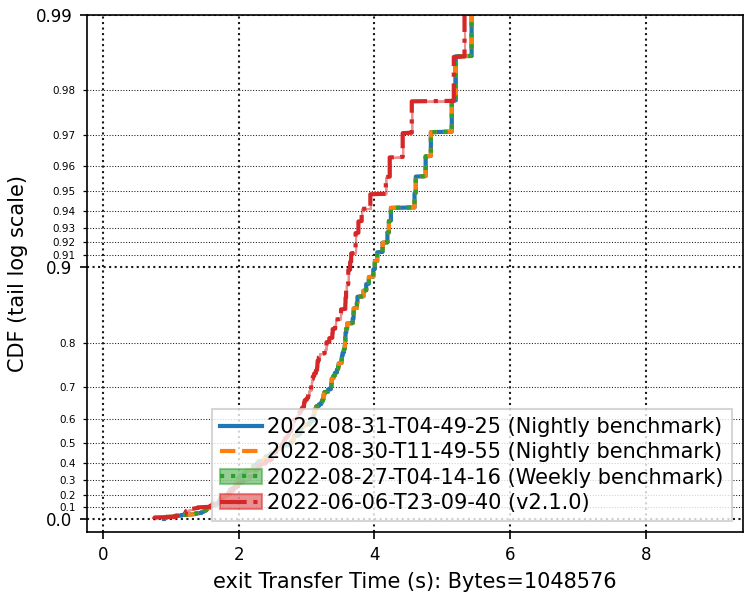 0.99
0.98
0.97
0.96
0.95
0.94
0.93
0.92
0.91
0.9
0.8
0.7
0.6
0.5
0.4
0.3
0.2
0.1
0.0
CDF (tail log scale)
2022-08-31-T04-49-25 (Nightly benchmark)
2022-08-30-T11-49-55 (Nightly benchmark)
2022-08-27-T04-14-16 (Weekly benchmark)
2022-06-06-T23-09-40 (v2.1.0)
0 2 4 6 8
exit Transfer Time (s): Bytes=1048576